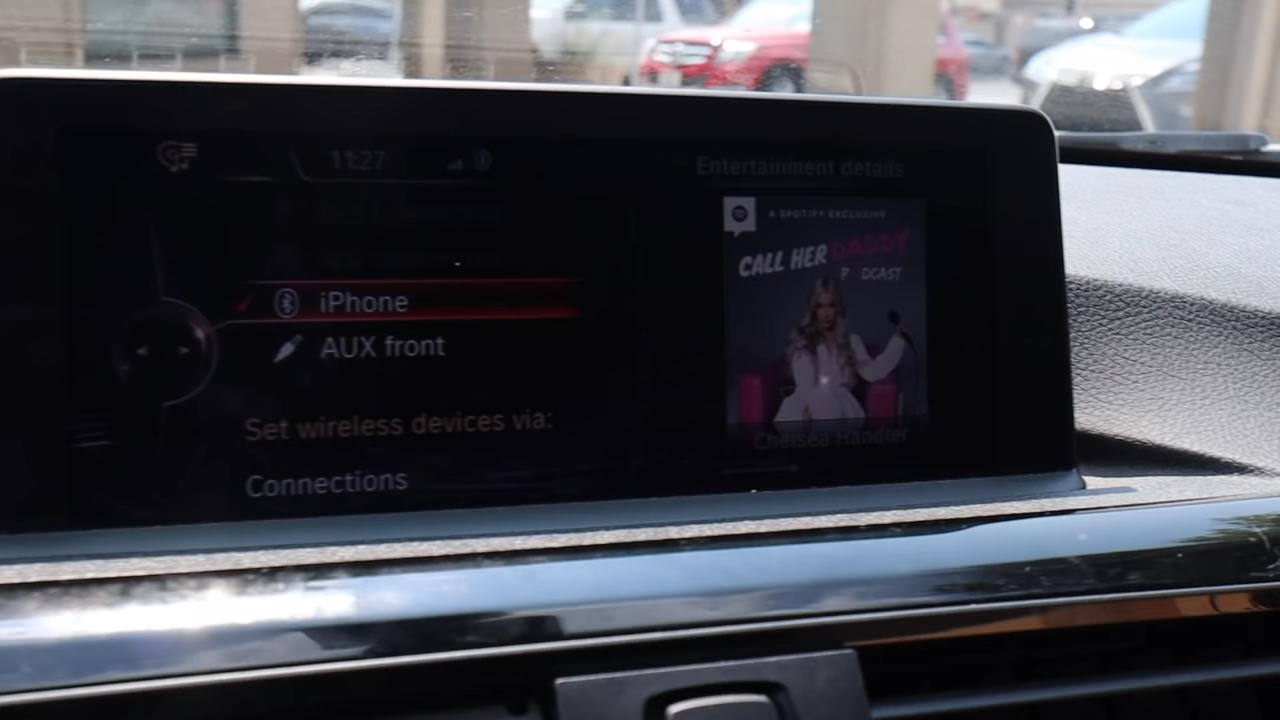 11:27
iPhone
AUX front
Set wireless devices via:
Connections
Entertainment details
A SPOTIFY EXCLUSIVE
CALL HER DADDY
P DCAST
Chelsea Handler